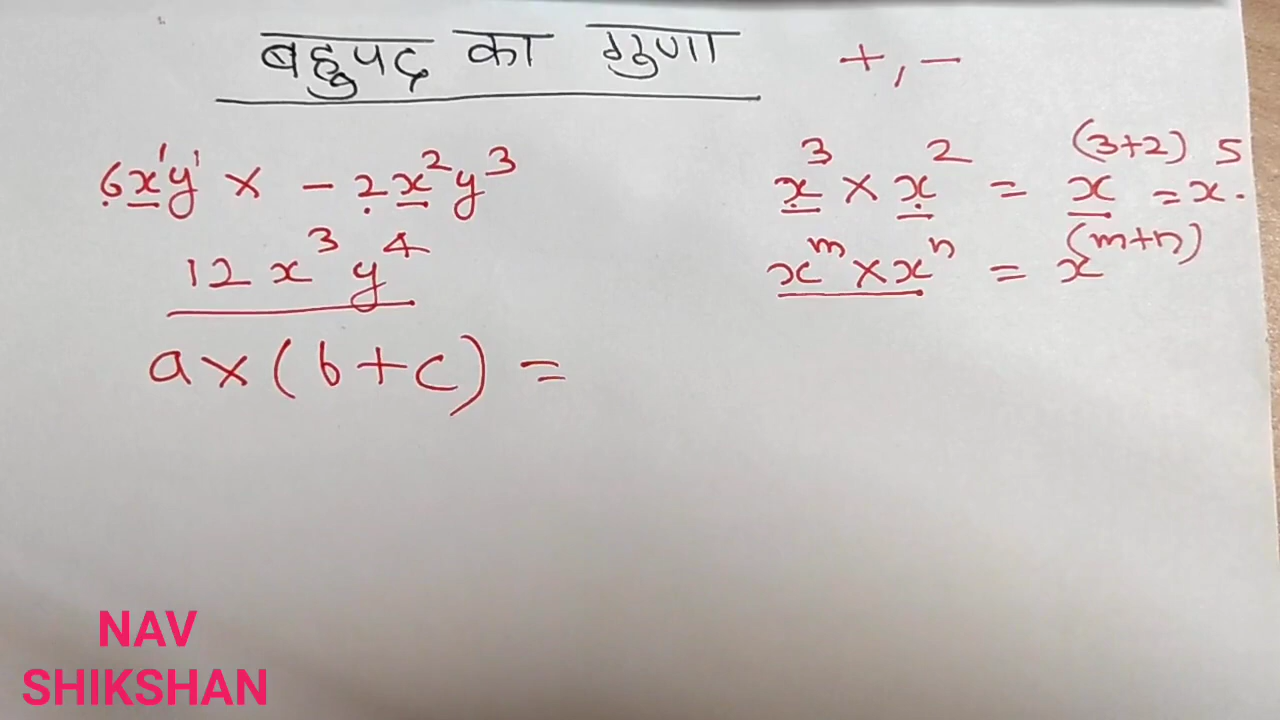 बहुपद का गुणा
+, -
6x¹y¹ × - 2x²y³
12x³y⁴
a×(b+c) =
x³ × x² = x⁽³⁺²⁾ = x⁵.
xᵐ × xⁿ = x⁽ᵐ⁺ⁿ⁾
NAV
SHIKSHAN